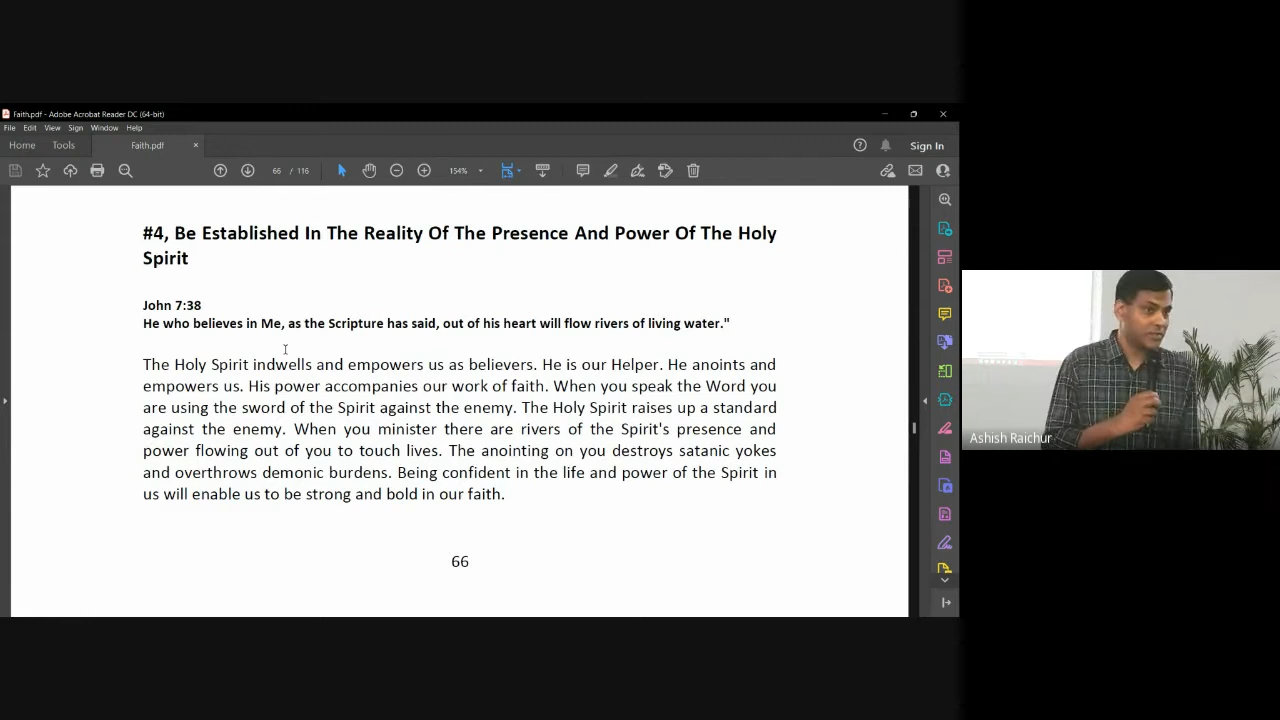 Faith.pdf - Adobe Acrobat Reader DC (64-bit)
File Edit View Sign Window Help
Home Tools Faith.pdf × Sign In
66 / 116 154%
#4, Be Established In The Reality Of The Presence And Power Of The Holy
Spirit
John 7:38
He who believes in Me, as the Scripture has said, out of his heart will flow rivers of living water."
The Holy Spirit indwells and empowers us as believers. He is our Helper. He anoints and
empowers us. His power accompanies our work of faith. When you speak the Word you
are using the sword of the Spirit against the enemy. The Holy Spirit raises up a standard
against the enemy. When you minister there are rivers of the Spirit's presence and
power flowing out of you to touch lives. The anointing on you destroys satanic yokes
and overthrows demonic burdens. Being confident in the life and power of the Spirit in
us will enable us to be strong and bold in our faith.
66
Ashish Raichur